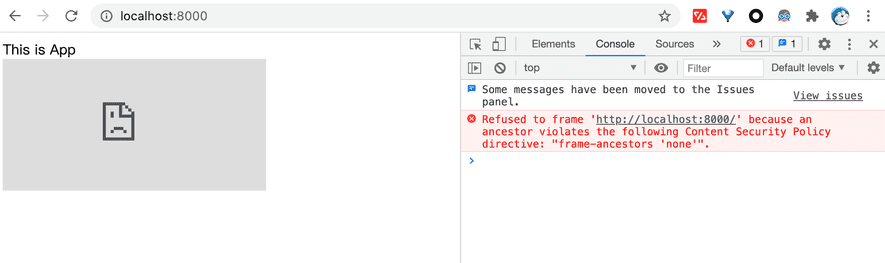 localhost:8000
This is App
Elements Console Sources » 1 1
top Filter Default levels
Some messages have been moved to the Issues View issues
panel.
Refused to frame 'http://localhost:8000/' because an
ancestor violates the following Content Security Policy
directive: "frame-ancestors 'none'".